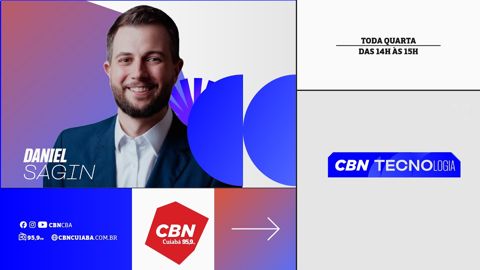 TODA QUARTA
DAS 14H ÀS 15H
DANIEL
SAGIN
CBN TECNOLOGIA
CBNCBA
95,9FM CBNCUIABA.COM.BR
CBN
Cuiabá 95,9